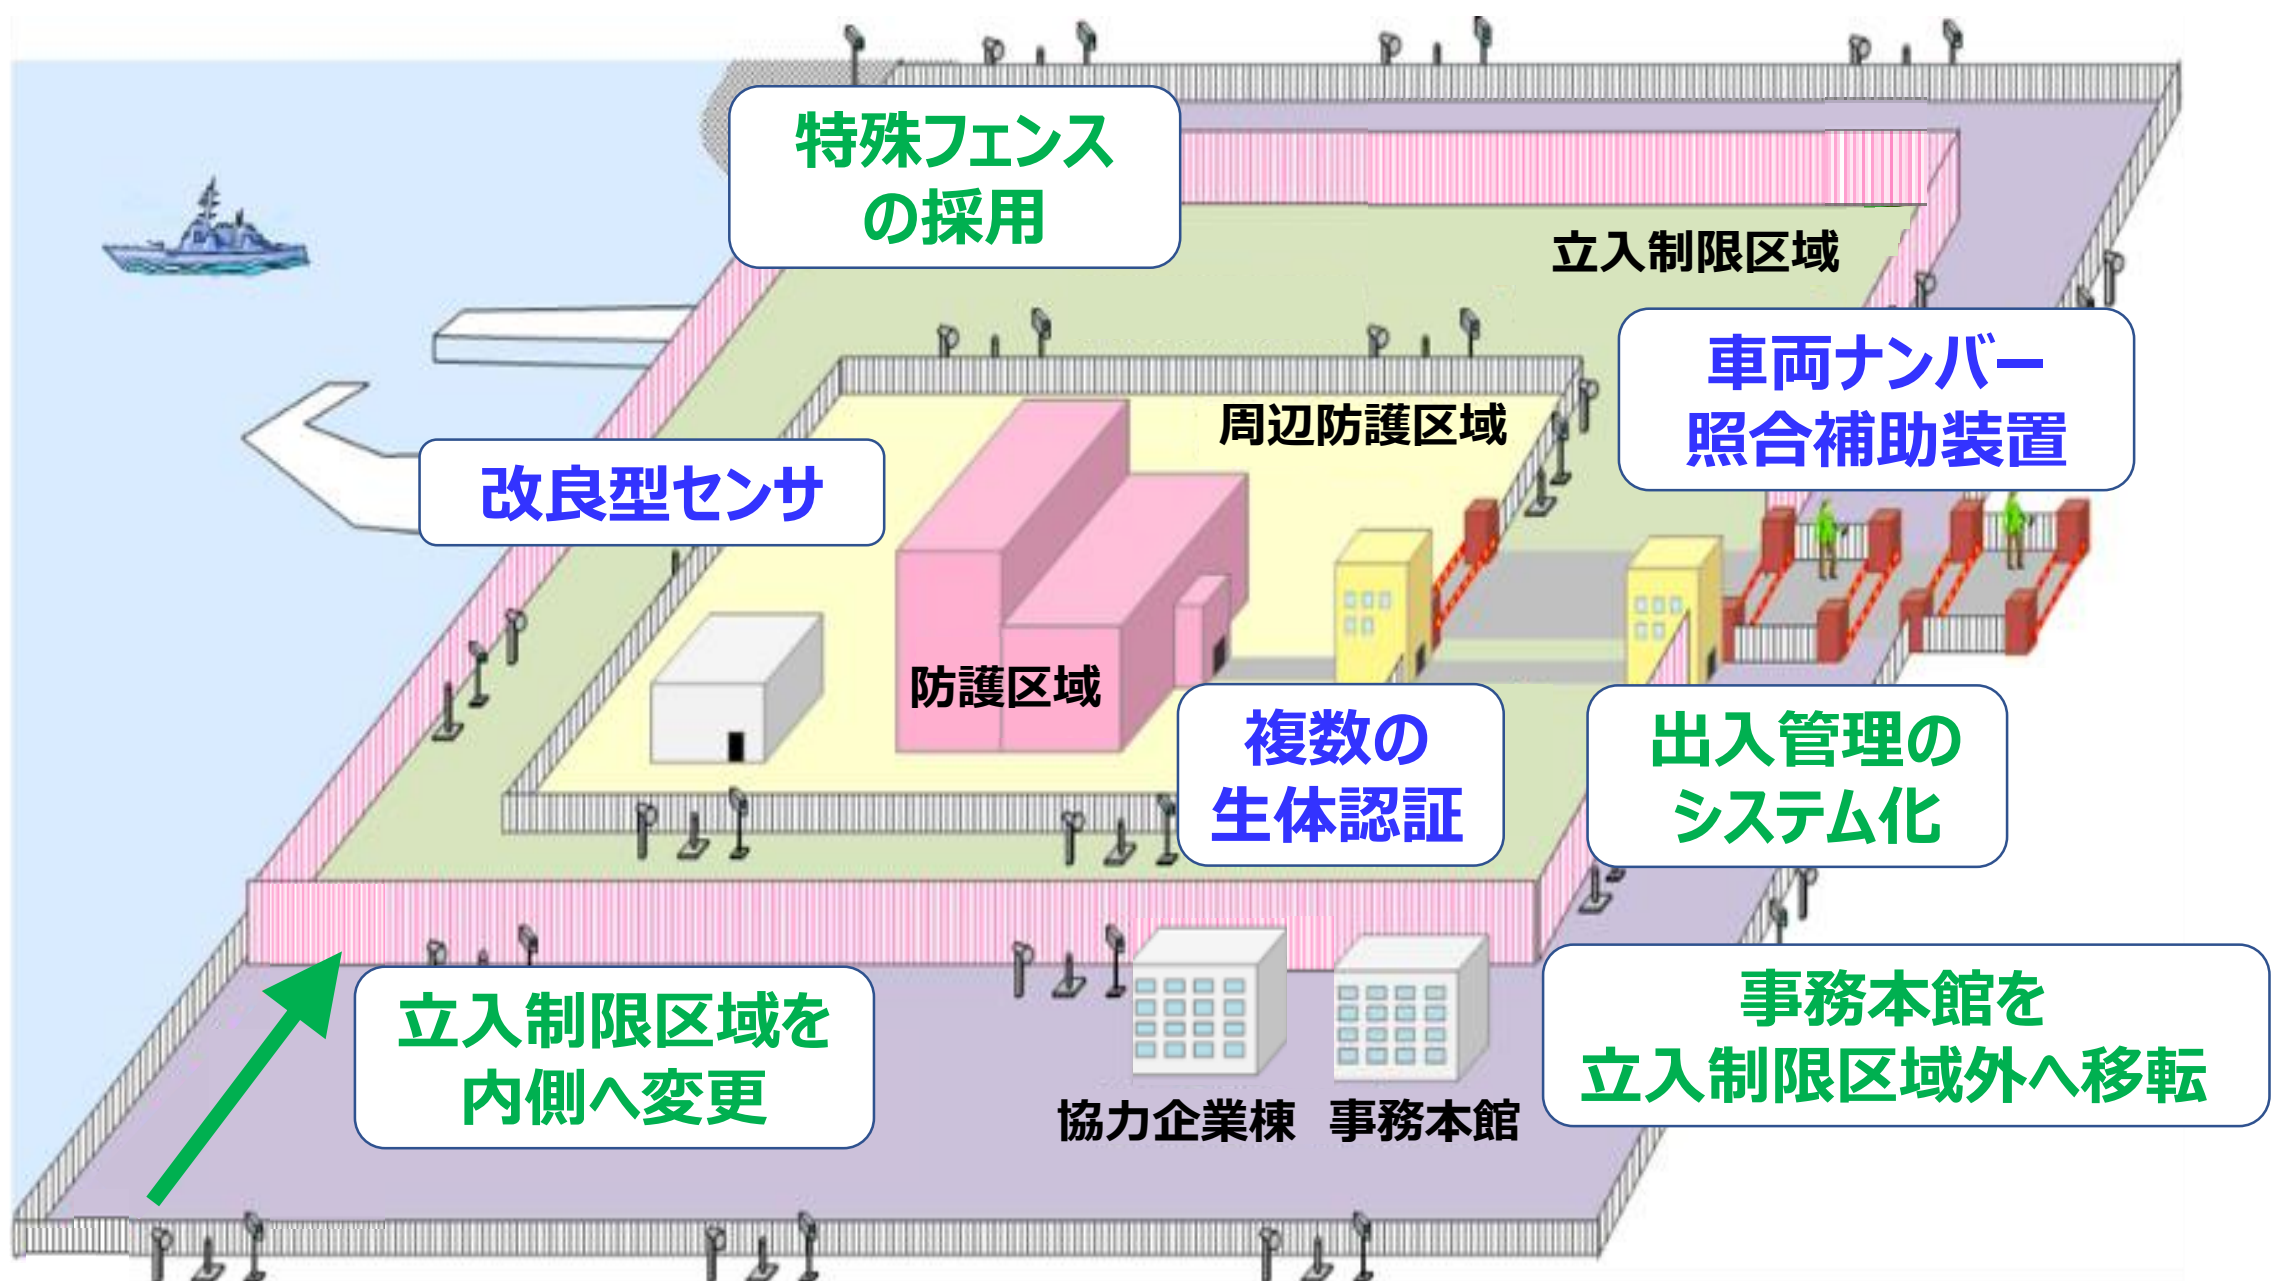 特殊フェンス
の採用
立入制限区域
車両ナンバー
照合補助装置
周辺防護区域
改良型センサ
防護区域
複数の
生体認証
出入管理の
システム化
立入制限区域を
内側へ変更
事務本館を
立入制限区域外へ移転
協力企業棟
事務本館